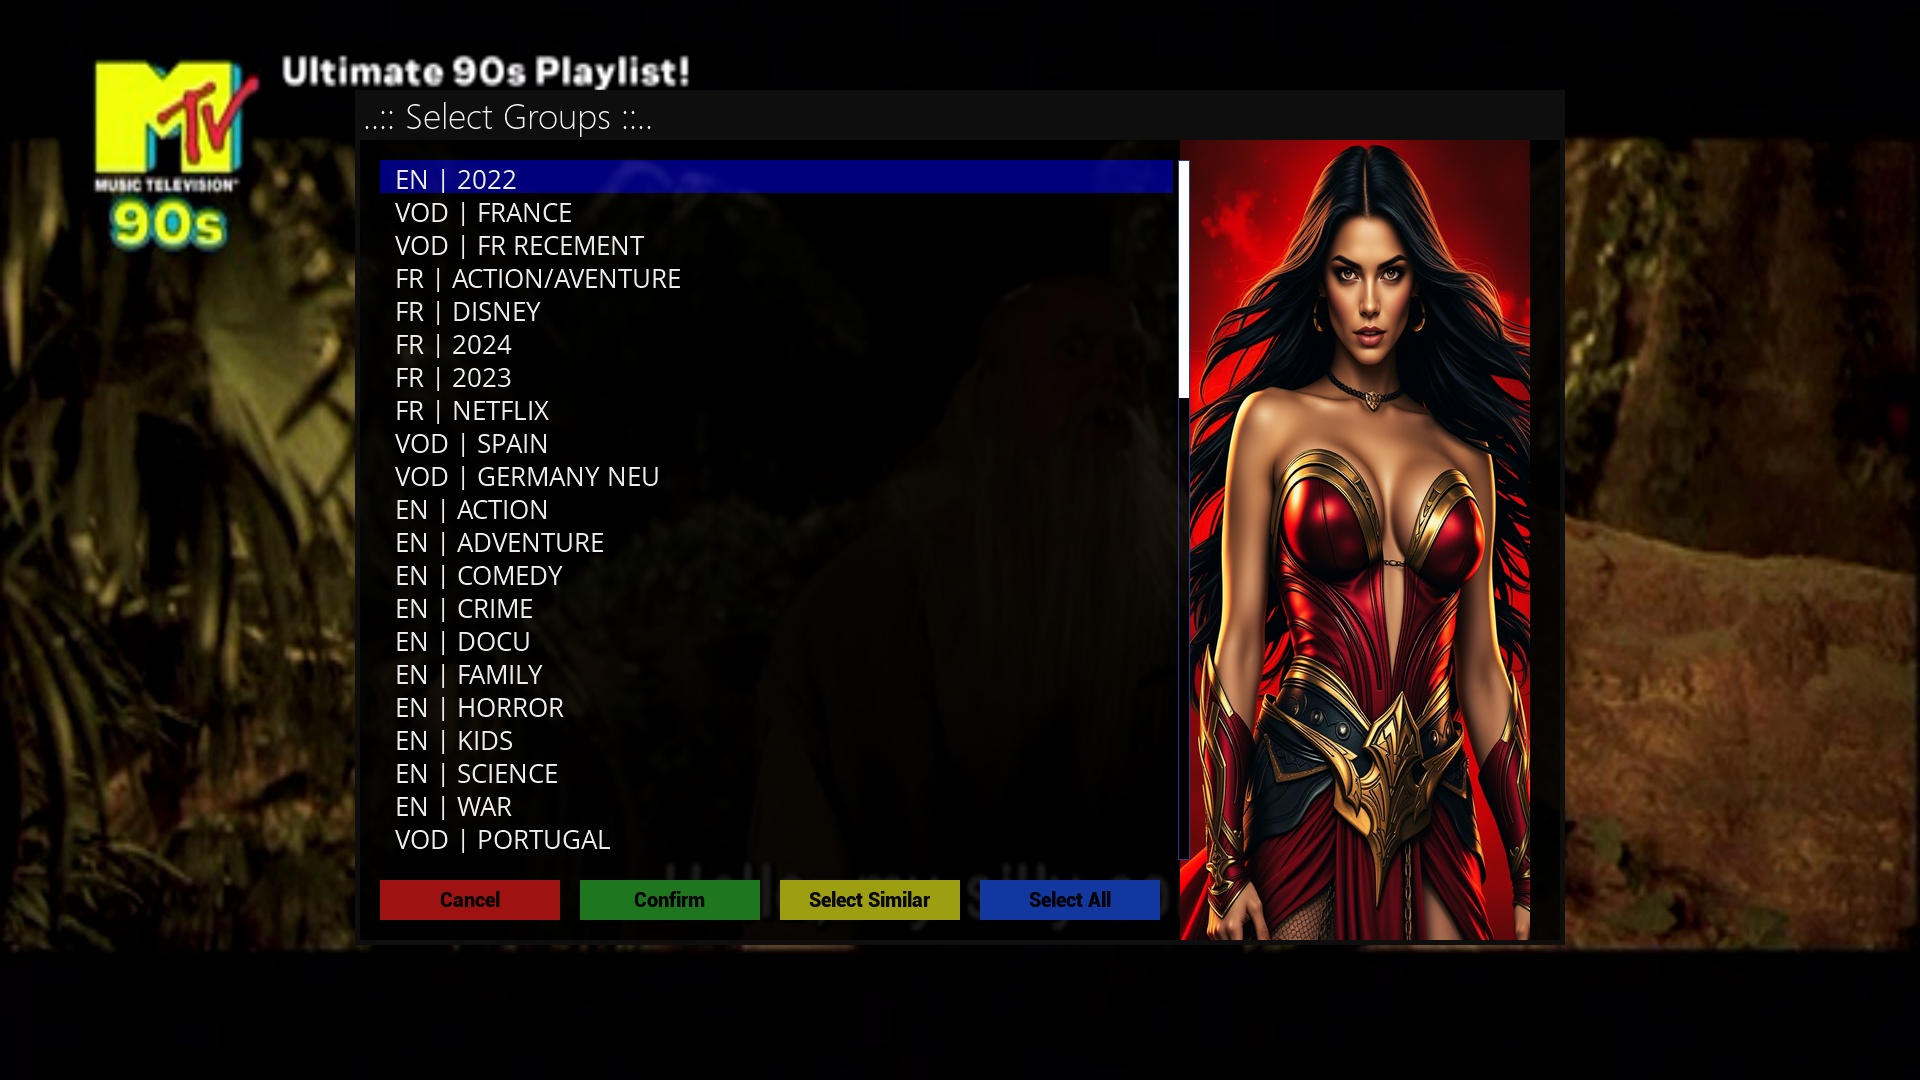 Ultimate 90s Playlist!
MTV
MUSIC TELEVISION
90s
..:: Select Groups ::..
EN | 2022
VOD | FRANCE
VOD | FR RECEMENT
FR | ACTION/AVENTURE
FR | DISNEY
FR | 2024
FR | 2023
FR | NETFLIX
VOD | SPAIN
VOD | GERMANY NEU
EN | ACTION
EN | ADVENTURE
EN | COMEDY
EN | CRIME
EN | DOCU
EN | FAMILY
EN | HORROR
EN | KIDS
EN | SCIENCE
EN | WAR
VOD | PORTUGAL
Cancel
Confirm
Select Similar
Select All